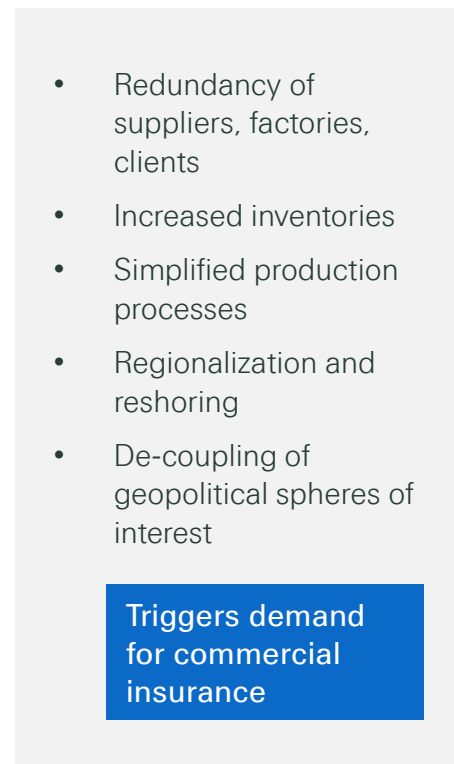 • Redundancy of
suppliers, factories,
clients
• Increased inventories
• Simplified production
processes
• Regionalization and
reshoring
• De-coupling of
geopolitical spheres of
interest
Triggers demand
for commercial
insurance